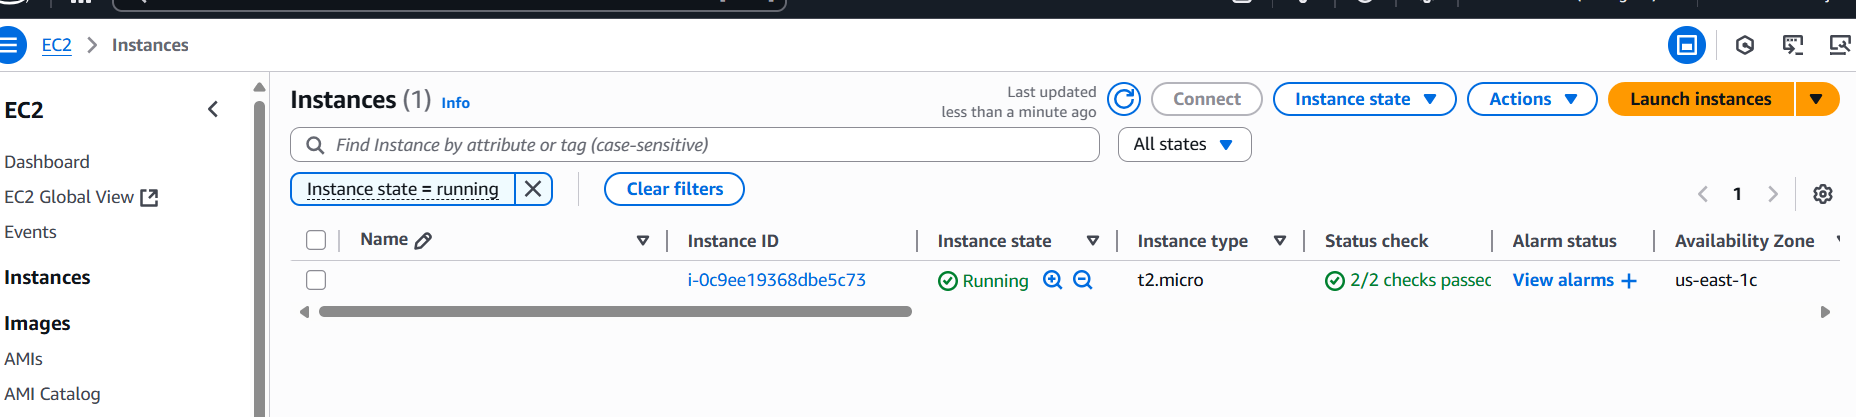 EC2 > Instances
EC2
Dashboard
EC2 Global View
Events
Instances
Images
AMIs
AMI Catalog
Instances (1) Info
Last updated
less than a minute ago
Connect
Instance state
Actions
Launch instances
Find Instance by attribute or tag (case-sensitive)
All states
Instance state = running
Clear filters
1
Name Instance ID Instance state Instance type Status check Alarm status Availability Zone
i-0c9ee19368dbe5c73 Running t2.micro 2/2 checks passed View alarms + us-east-1c